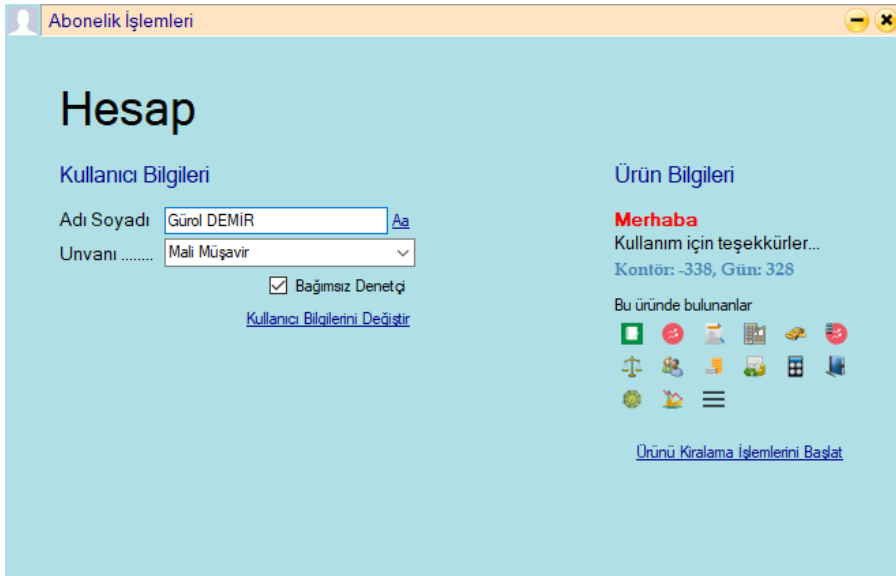 Abonelik İşlemleri
Hesap
Kullanıcı Bilgileri
Adı Soyadı Gürol DEMİR Aa
Unvanı ........ Mali Müşavir
Bağımsız Denetçi
Kullanıcı Bilgilerini Değiştir
Ürün Bilgileri
Merhaba
Kullanım için teşekkürler...
Kontör: -338, Gün: 328
Bu üründe bulunanlar
Ürünü Kiralama İşlemlerini Başlat